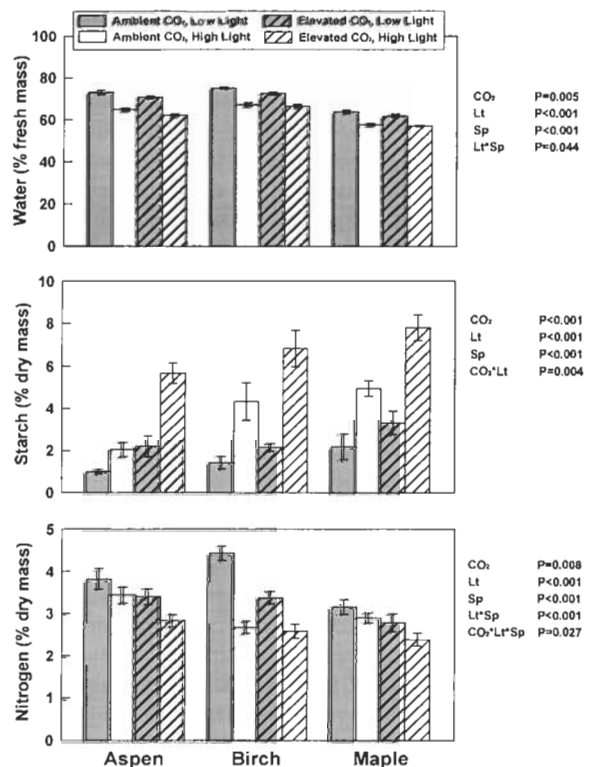 Ambient CO₂, Low Light Elevated CO₂, Low Light
Ambient CO₂, High Light Elevated CO₂, High Light
100
80
60
40
20
0
Water (% fresh mass)
CO₂ P=0.005
Lt P<0.001
Sp P<0.001
Lt*Sp P=0.044
10
8
6
4
2
0
Starch (% dry mass)
CO₂ P<0.001
Lt P<0.001
Sp P<0.001
CO₂*Lt P=0.004
5
4
3
2
1
0
Nitrogen (% dry mass)
CO₂ P=0.008
Lt P<0.001
Sp P<0.001
Lt*Sp P<0.001
CO₂*Lt*Sp P=0.027
Aspen Birch Maple